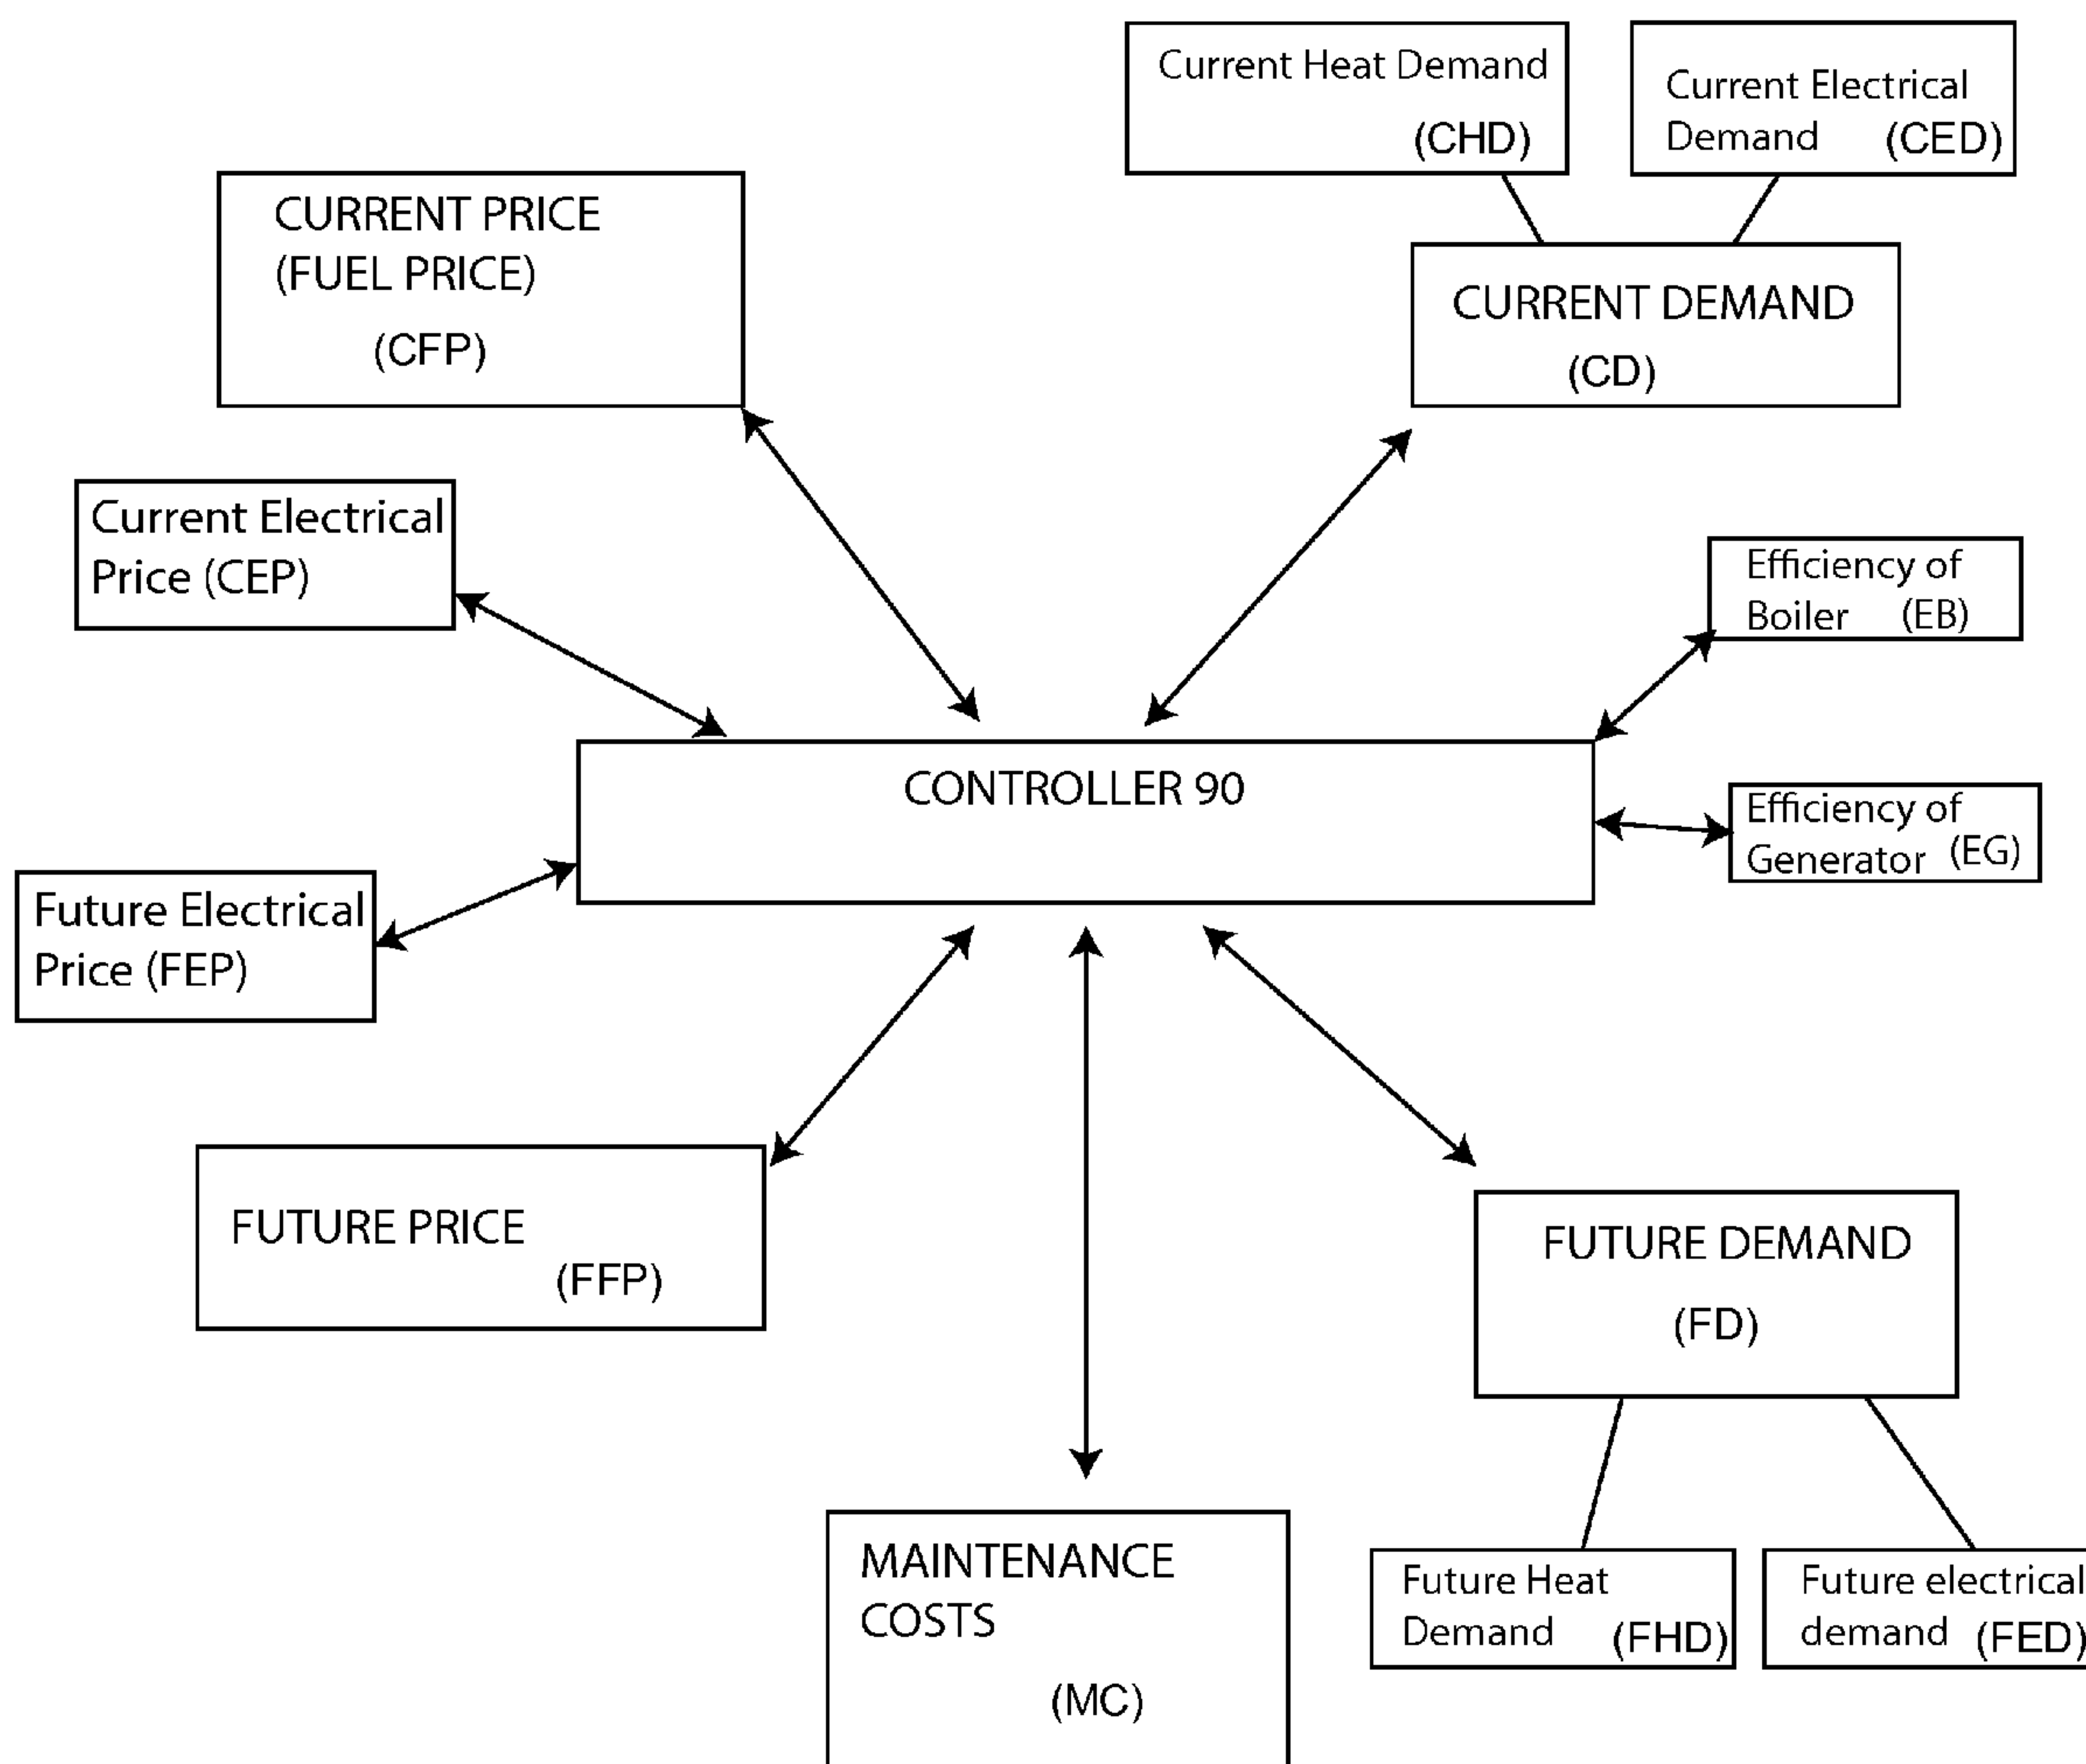 Current Heat Demand
(CHD)
Current Electrical
Demand (CED)
CURRENT PRICE
(FUEL PRICE)
(CFP)
CURRENT DEMAND
(CD)
Current Electrical
Price (CEP)
Efficiency of
Boiler (EB)
CONTROLLER 90
Efficiency of
Generator (EG)
Future Electrical
Price (FEP)
FUTURE PRICE
(FFP)
FUTURE DEMAND
(FD)
MAINTENANCE
COSTS
(MC)
Future Heat
Demand (FHD)
Future electrical
demand (FED)